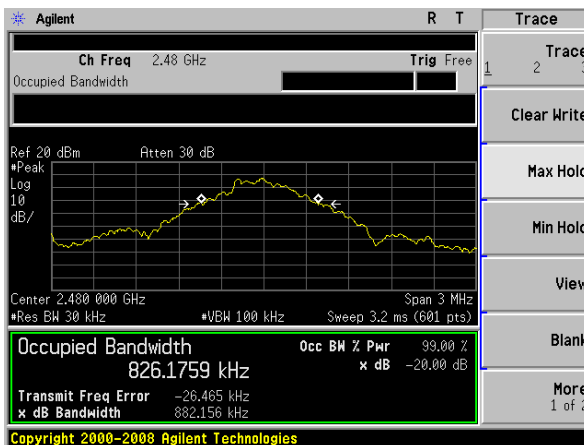 Agilent R T Trace
Ch Freq 2.48 GHz Trig Free
Occupied Bandwidth
Trace
1 2 3
Clear Write
Max Hold
Min Hold
View
Blank
More
1 of 2
Ref 20 dBm Atten 30 dB
#Peak
Log
10
dB/
Center 2.480 000 GHz Span 3 MHz
#Res BW 30 kHz #VBW 100 kHz Sweep 3.2 ms (601 pts)
Occupied Bandwidth Occ BW % Pwr 99.00 %
826.1759 kHz x dB -20.00 dB
Transmit Freq Error -26.465 kHz
x dB Bandwidth 882.156 kHz
Copyright 2000-2008 Agilent Technologies